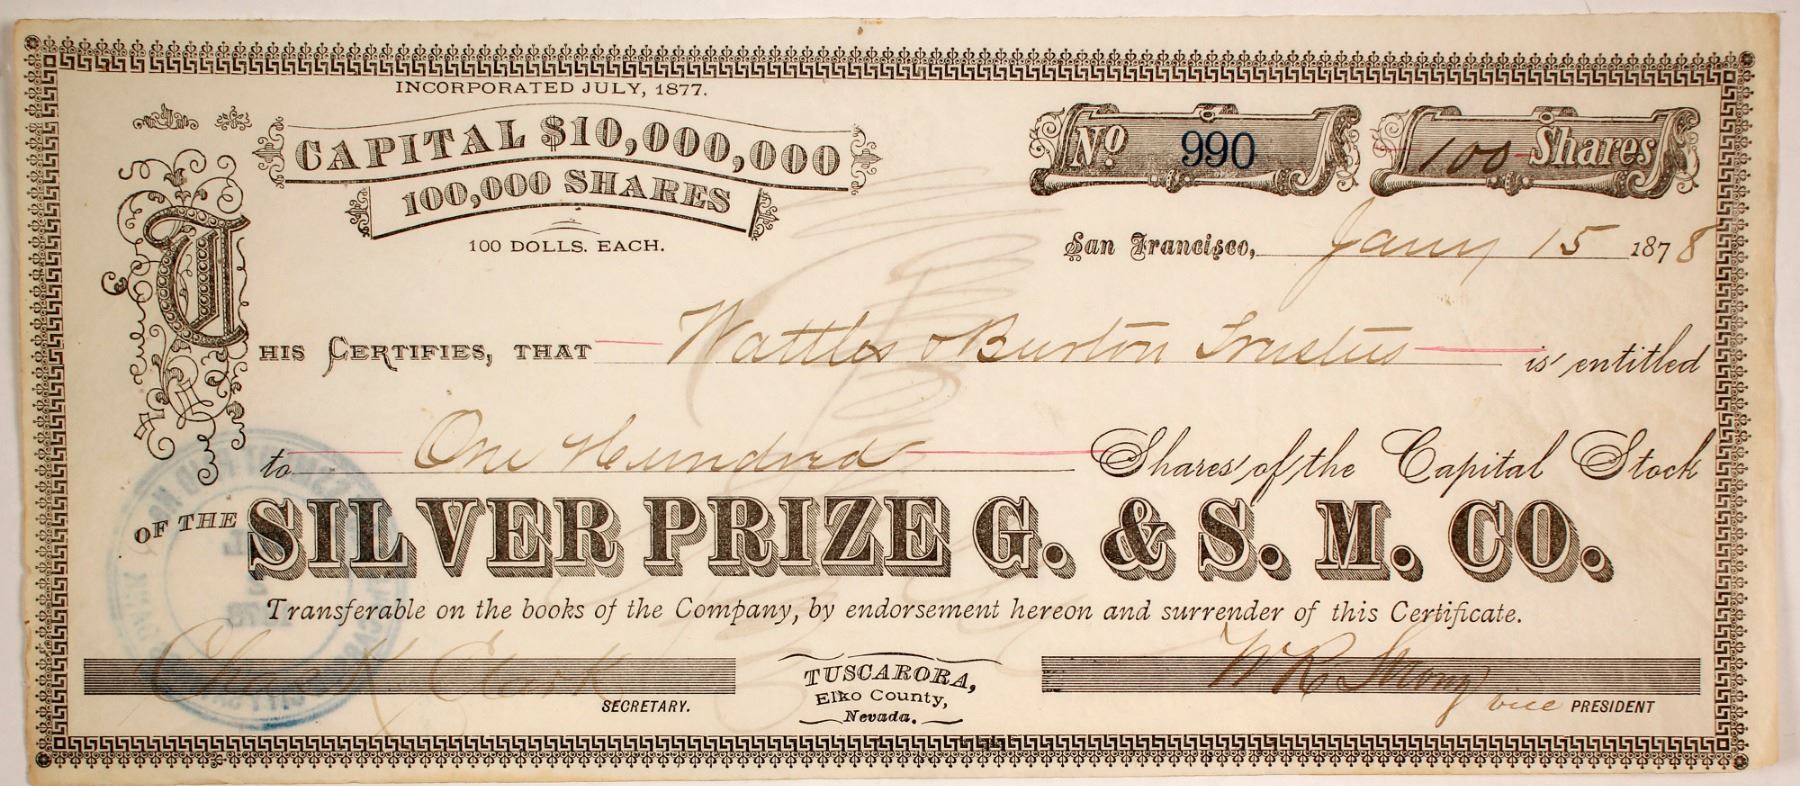 INCORPORATED JULY, 1877.
CAPITAL $10,000,000
100,000 SHARES
100 DOLLS. EACH.
No 990
100 Shares
San Francisco, Jany 15 1878
THIS CERTIFIES, THAT Wattles & Burton Trustees is entitled
to One Hundred Shares of the Capital Stock
OF THE SILVER PRIZE G. & S. M. CO.
Transferable on the books of the Company, by endorsement hereon and surrender of this Certificate.
Chas H Clark SECRETARY.
TUSCARORA,
Elko County,
Nevada.
W R Strong vice PRESIDENT